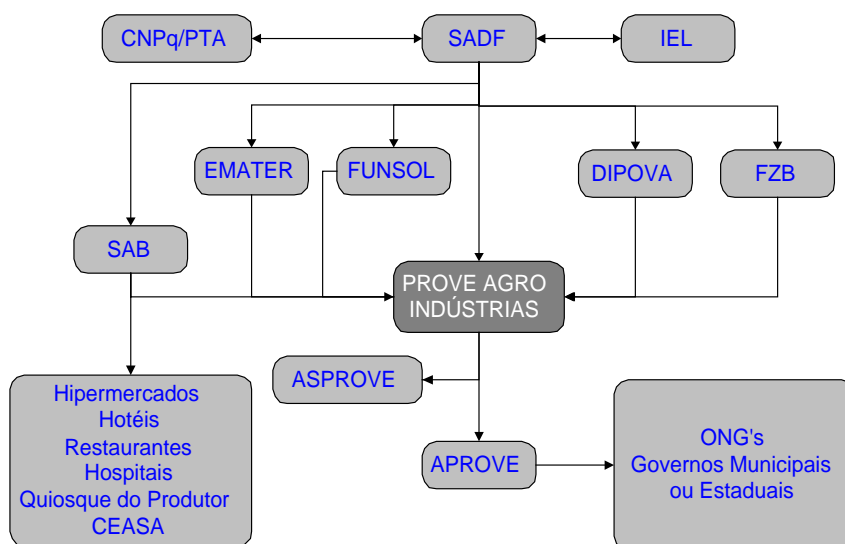 CNPq/PTA
SADF
IEL
EMATER
FUNSOL
DIPOVA
FZB
SAB
PROVE AGRO
INDÚSTRIAS
ASPROVE
Hipermercados
Hotéis
Restaurantes
Hospitais
Quiosque do Produtor
CEASA
APROVE
ONG's
Governos Municipais
ou Estaduais